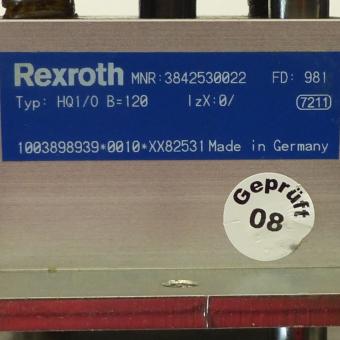 Rexroth MNR:3842530022 FD: 981
Typ: HQ1/0 B=120 IzX:0/ 7211
1003898939*0010*XX82531 Made in Germany
Geprüft
08